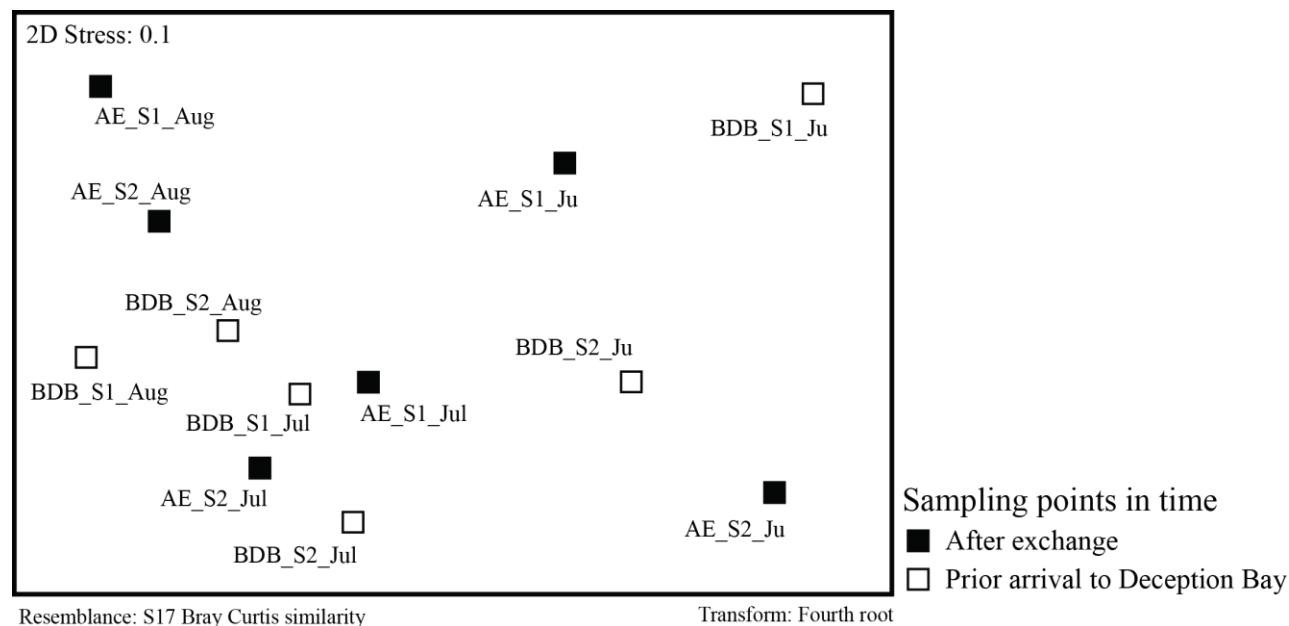 2D Stress: 0.1
AE_S1_Aug
BDB_S1_Ju
AE_S2_Aug
AE_S1_Ju
BDB_S2_Aug
BDB_S2_Ju
BDB_S1_Aug
BDB_S1_Jul
AE_S1_Jul
AE_S2_Jul
BDB_S2_Jul
AE_S2_Ju
Sampling points in time
After exchange
Prior arrival to Deception Bay
Resemblance: S17 Bray Curtis similarity
Transform: Fourth root